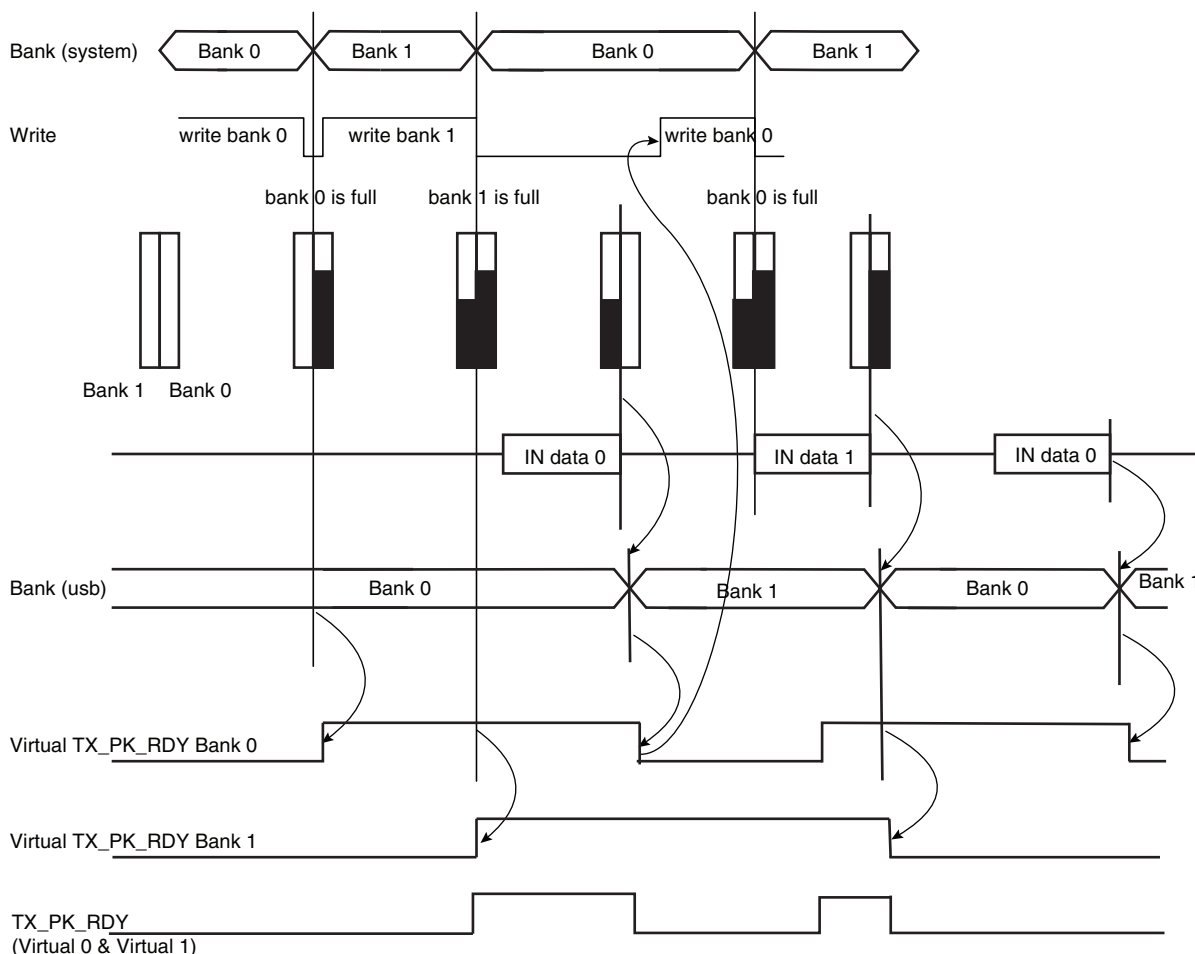 Bank (system)
Bank 0
Bank 1
Bank 0
Bank 1
Write
write bank 0
write bank 1
write bank 0
bank 0 is full
bank 1 is full
bank 0 is full
Bank 1
Bank 0
IN data 0
IN data 1
IN data 0
Bank (usb)
Bank 0
Bank 1
Bank 0
Bank 1
Virtual TX_PK_RDY Bank 0
Virtual TX_PK_RDY Bank 1
TX_PK_RDY
(Virtual 0 & Virtual 1)